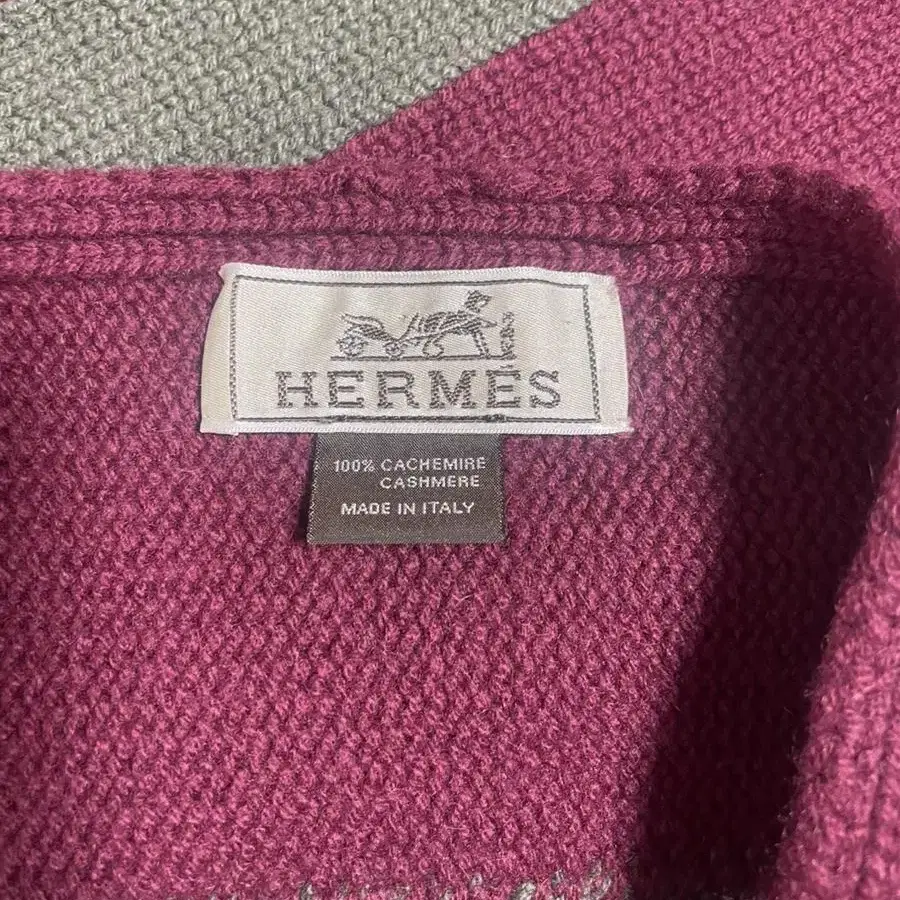 HERMÈS
100% CACHEMIRE
CASHMERE
MADE IN ITALY